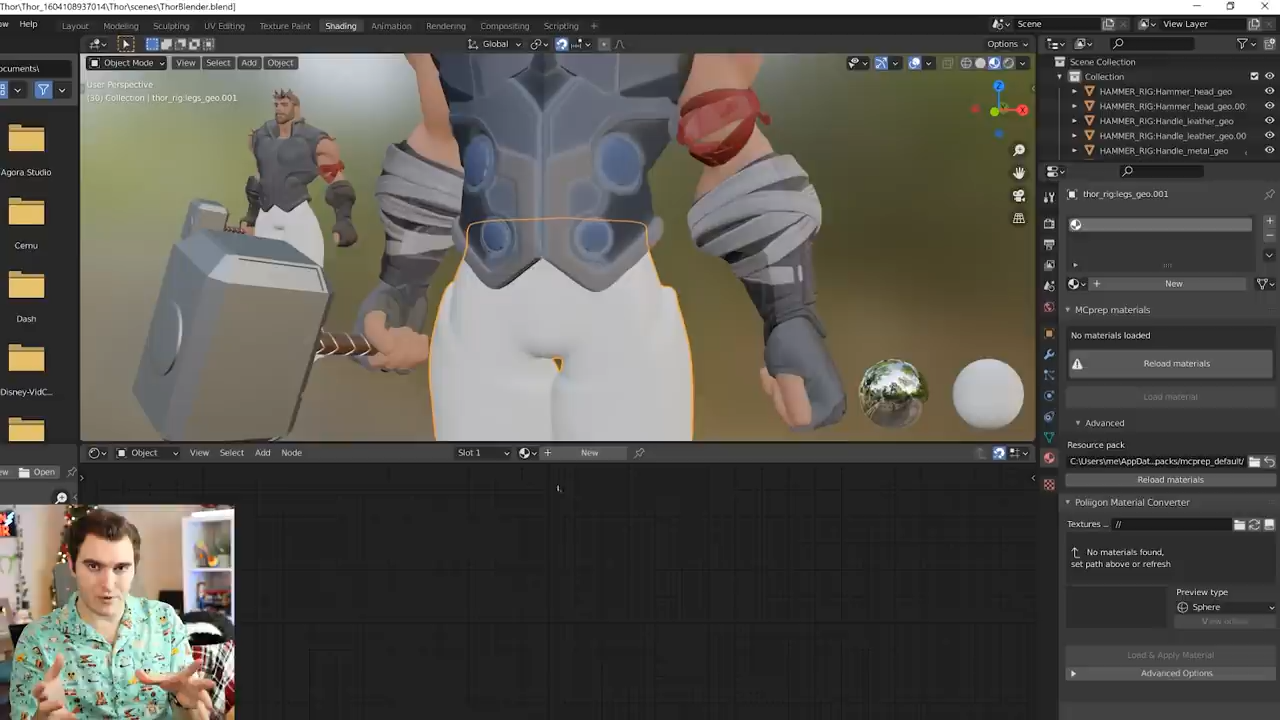 Thor\Thor_1604108937014\Thor\scenes\ThorBlender.blend]
Help
Layout Modeling Sculpting UV Editing Texture Paint Shading Animation Rendering Compositing Scripting
Scene
View Layer
Object Mode View Select Add Object
Global
Options
User Perspective
(30) Collection | thor_rig:legs_geo.001
ocuments\
Agora Studio
Cemu
Dash
Disney-VidC...
Open
Object View Select Add Node
Slot 1
New
Scene Collection
Collection
HAMMER_RIG:Hammer_head_geo
HAMMER_RIG:Hammer_head_geo.00
HAMMER_RIG:Handle_leather_geo
HAMMER_RIG:Handle_leather_geo.00
HAMMER_RIG:Handle_metal_geo
thor_rig:legs_geo.001
New
MCprep materials
No materials loaded
Reload materials
Load material
Advanced
Resource pack
C:\Users\me\AppDat...packs/mcprep_default/
Reload materials
Poliigon Material Converter
Textures ... //
No materials found,
set path above or refresh
Preview type
Sphere
Load & Apply Material
Advanced Options